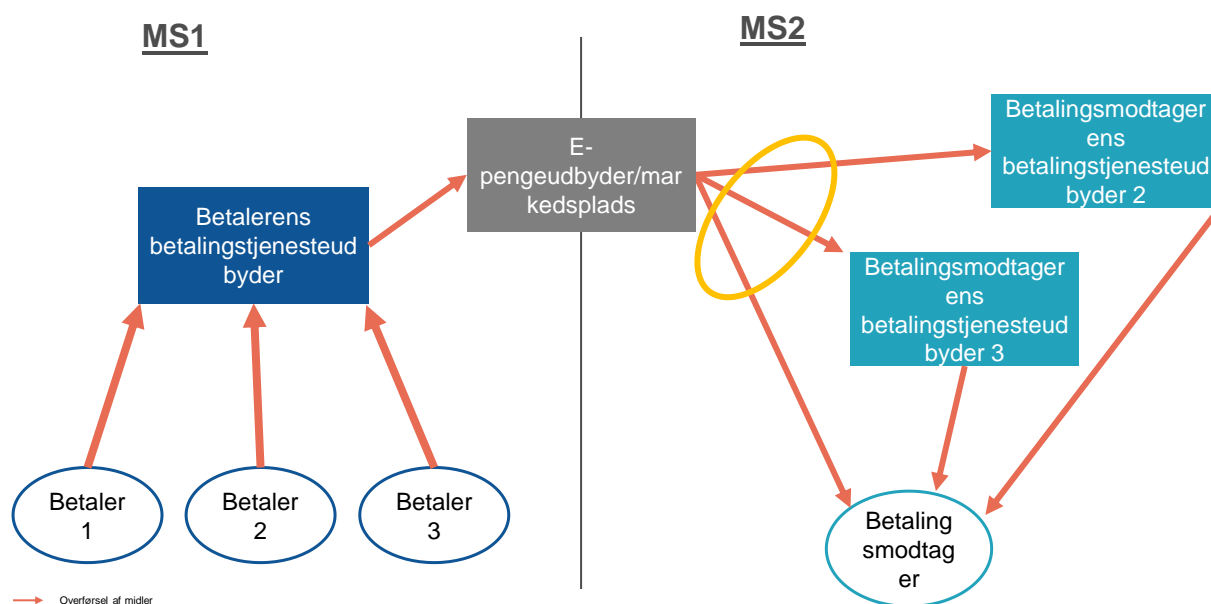 MS1
MS2
E-
pengeudbyder/mar
kedsplads
Betalingsmodtager
ens
betalingstjenesteud
byder 2
Betalerens
betalingstjenesteud
byder
Betalingsmodtager
ens
betalingstjenesteud
byder 3
Betaler
1
Betaler
2
Betaler
3
Betaling
smodtag
er
Overførsel af midler